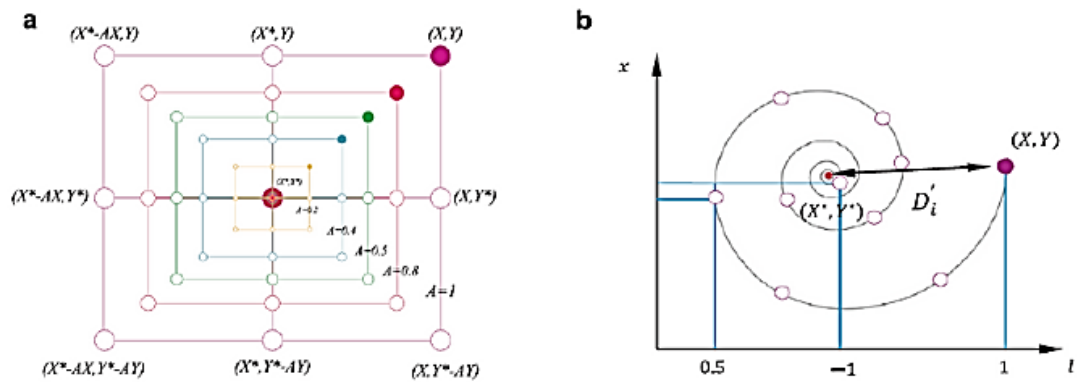 a
(X*-AX,Y)
(X*,Y)
(X,Y)
(X*-AX,Y*)
(X*,Y*)
(X,Y*)
A=0.2
A=0.4
A=0.5
A=0.8
A=1
(X*-AX,Y*-AY)
(X*,Y*-AY)
(X,Y*-AY)
b
x
(X,Y)
(X*,Y*)
D'i
0.5
−1
1
l